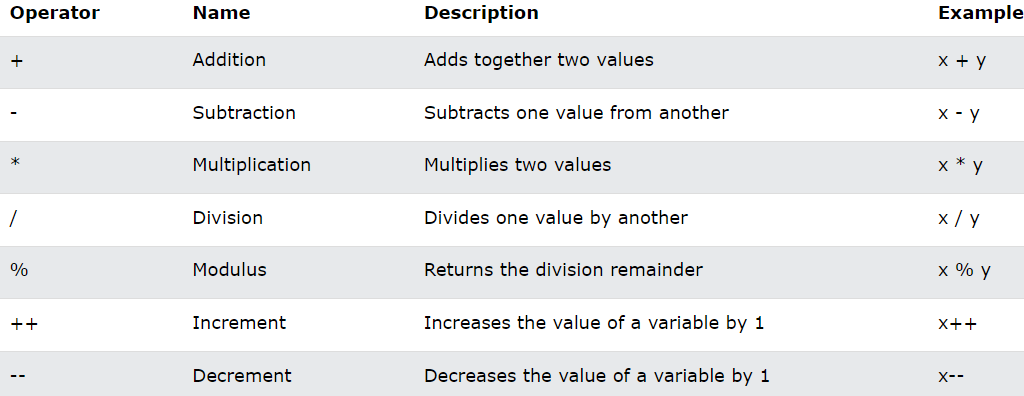 Operator Name Description Example
+ Addition Adds together two values x + y
- Subtraction Subtracts one value from another x - y
* Multiplication Multiplies two values x * y
/ Division Divides one value by another x / y
% Modulus Returns the division remainder x % y
++ Increment Increases the value of a variable by 1 x++
-- Decrement Decreases the value of a variable by 1 x--